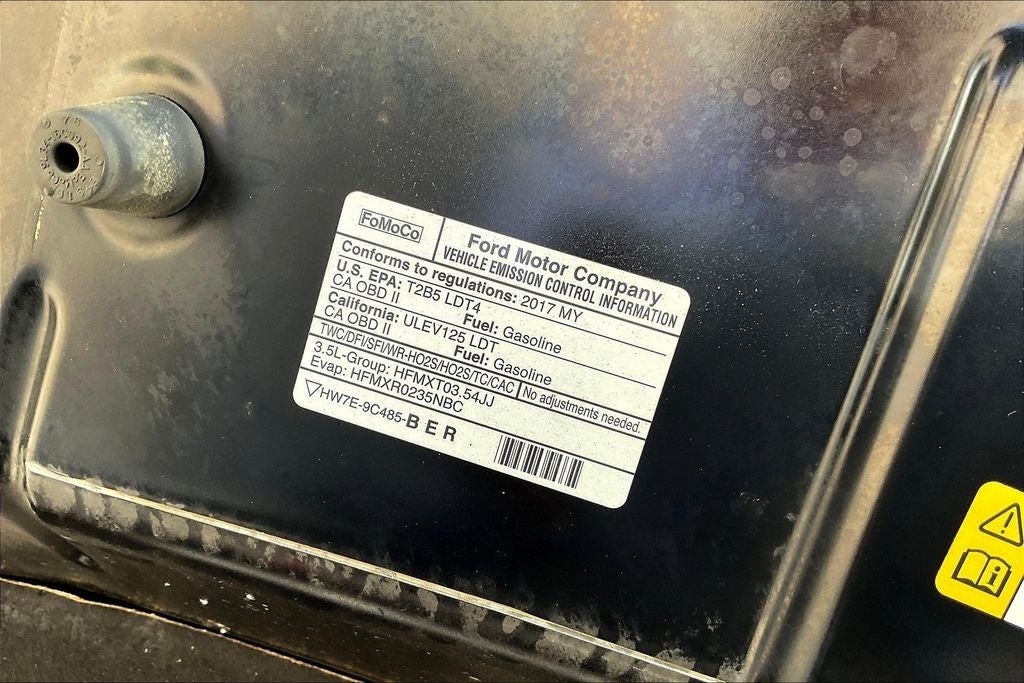 FoMoCo
Ford Motor Company
VEHICLE EMISSION CONTROL INFORMATION
Conforms to regulations: 2017 MY
U.S. EPA: T2B5 LDT4
CA OBD II Fuel: Gasoline
California: ULEV125 LDT
CA OBD II Fuel: Gasoline
TWC/DFI/SFI/WR-HO2S/HO2S/TC/CAC No adjustments needed.
3.5L-Group: HFMXT03.54JJ
Evap: HFMXR0235NBC
HW7E-9C485-BER